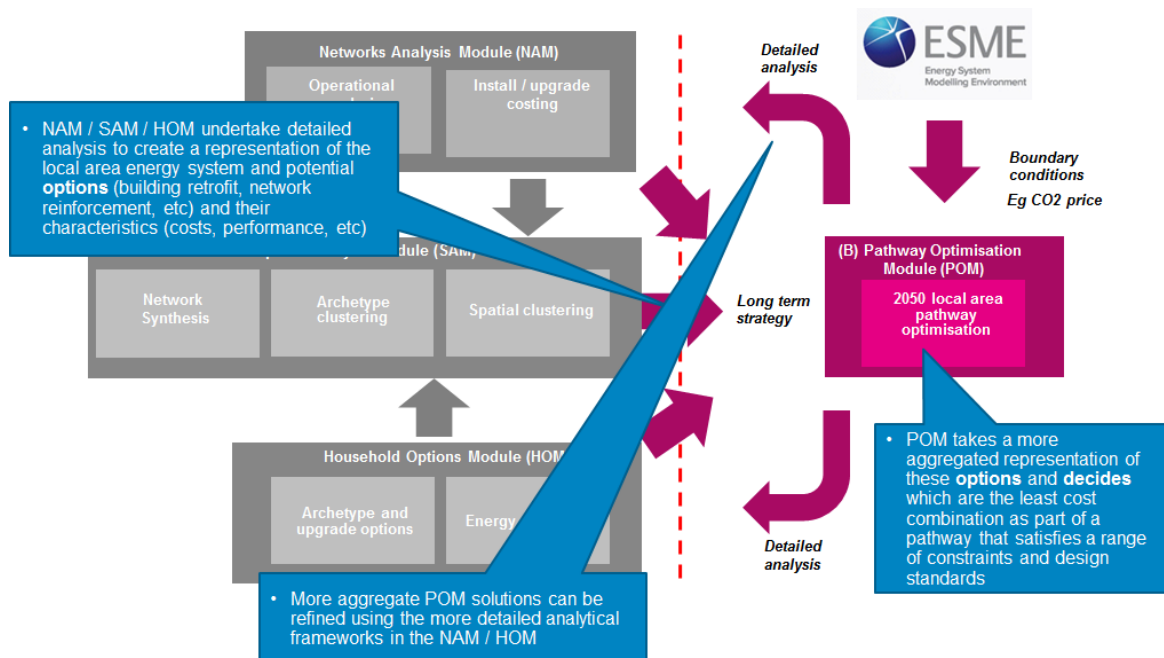 Networks Analysis Module (NAM)
Operational
Install / upgrade
costing
Detailed
analysis
ESME
Energy System
Modelling Environment
• NAM / SAM / HOM undertake detailed
analysis to create a representation of the
local area energy system and potential
options (building retrofit, network
reinforcement, etc) and their
characteristics (costs, performance, etc)
Boundary
conditions
Eg CO2 price
(SAM)
Network
Synthesis
Archetype
clustering
Spatial clustering
Long term
strategy
(B) Pathway Optimisation
Module (POM)
2050 local area
pathway
optimisation
Household Options Module (HOM
Archetype and
upgrade options
Energy
Detailed
analysis
• POM takes a more
aggregated representation of
these options and decides
which are the least cost
combination as part of a
pathway that satisfies a range
of constraints and design
standards
• More aggregate POM solutions can be
refined using the more detailed analytical
frameworks in the NAM / HOM